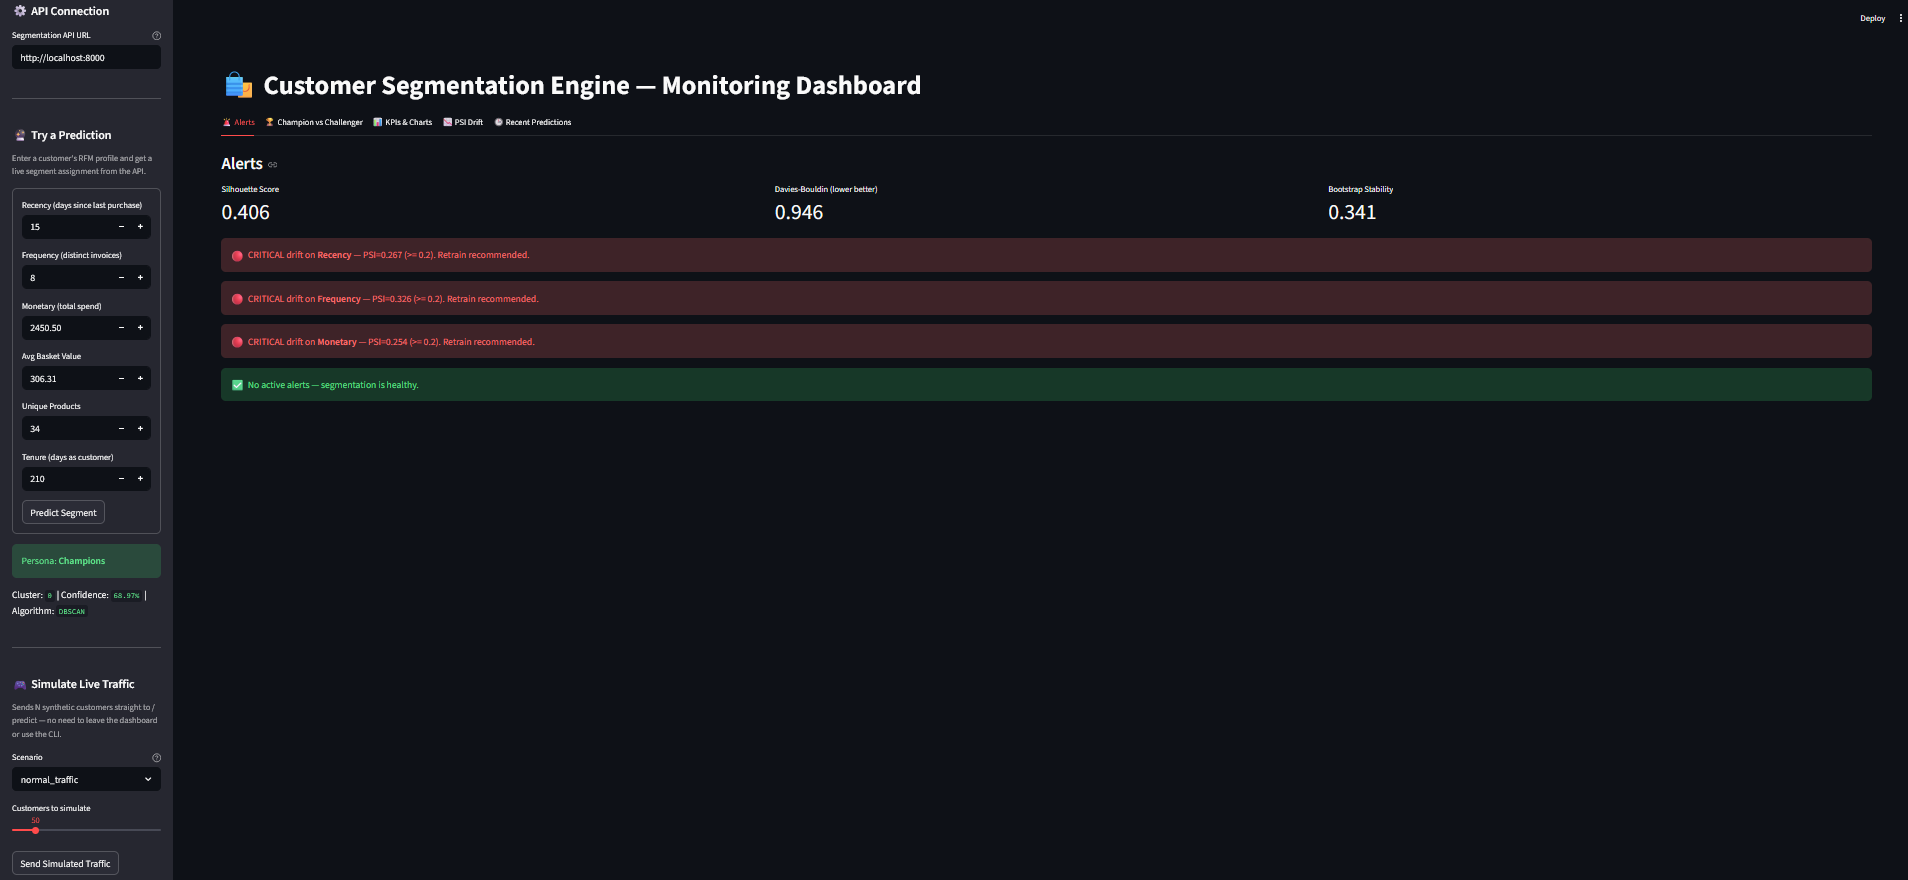 API Connection
Segmentation API URL
http://localhost:8000
Try a Prediction
Enter a customer's RFM profile and get a
live segment assignment from the API.
Recency (days since last purchase)
15
Frequency (distinct invoices)
8
Monetary (total spend)
2450.50
Avg Basket Value
306.31
Unique Products
34
Tenure (days as customer)
210
Predict Segment
Persona: Champions
Cluster: 0 | Confidence: 68.97% |
Algorithm: DBSCAN
Simulate Live Traffic
Sends N synthetic customers straight to /
predict — no need to leave the dashboard
or use the CLI.
Scenario
normal_traffic
Customers to simulate
50
Send Simulated Traffic
Deploy
Customer Segmentation Engine — Monitoring Dashboard
Alerts Champion vs Challenger KPIs & Charts PSI Drift Recent Predictions
Alerts
Silhouette Score Davies-Bouldin (lower better) Bootstrap Stability
0.406 0.946 0.341
CRITICAL drift on Recency — PSI=0.267 (>= 0.2). Retrain recommended.
CRITICAL drift on Frequency — PSI=0.326 (>= 0.2). Retrain recommended.
CRITICAL drift on Monetary — PSI=0.254 (>= 0.2). Retrain recommended.
No active alerts — segmentation is healthy.